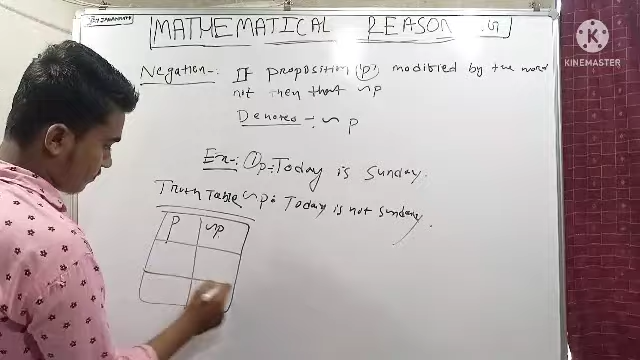 MATHEMATICAL REASON
KINEMASTER
Negation-: If proposition 'p' modified by the word
not then that ~p
Denotes -: ~p
Ex-: ① p: Today is Sunday.
Truth Table ~p: Today is not sunday.
p ~p